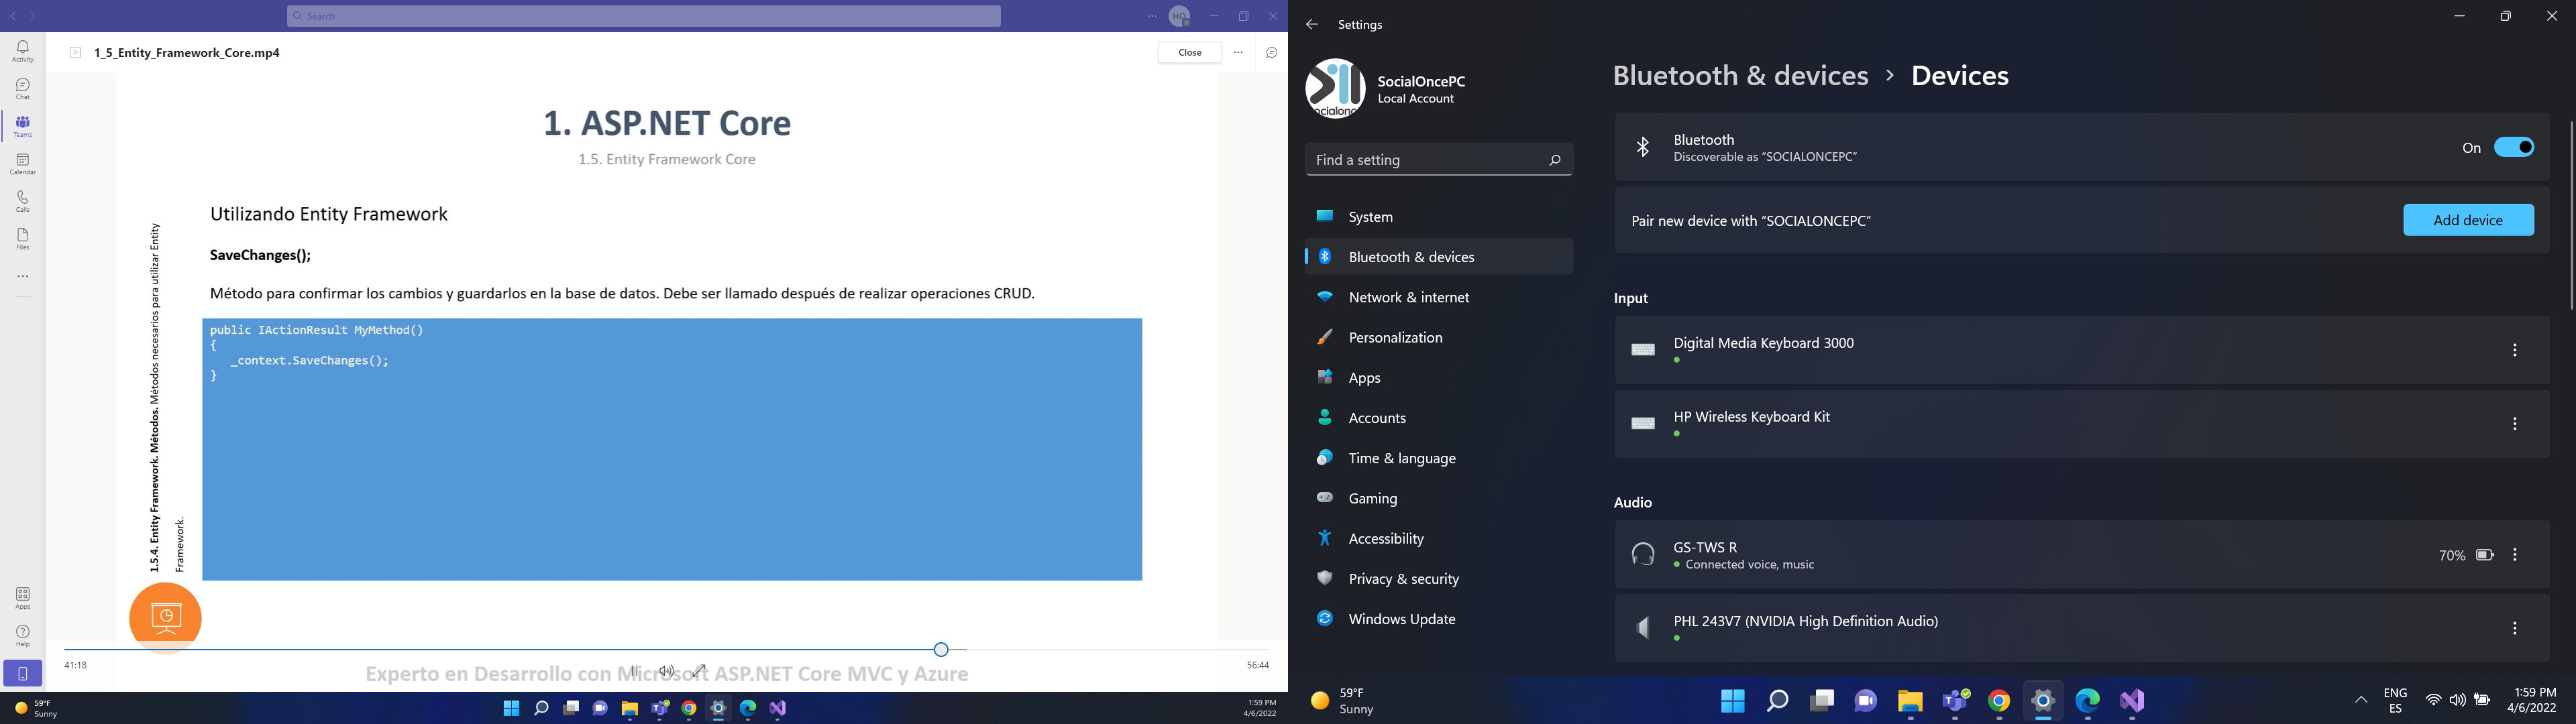 Search
HO
Activity
Chat
Teams
Calendar
Calls
Files
Apps
Help
1_5_Entity_Framework_Core.mp4
Close
1. ASP.NET Core
1.5. Entity Framework Core
1.5.4. Entity Framework. Métodos. Métodos necesarios para utilizar Entity
Framework.
Utilizando Entity Framework
SaveChanges();
Método para confirmar los cambios y guardarlos en la base de datos. Debe ser llamado después de realizar operaciones CRUD.
public IActionResult MyMethod()
{
_context.SaveChanges();
}
41:18
56:44
Experto en Desarrollo con Microsoft ASP.NET Core MVC y Azure
59°F
Sunny
1:59 PM
4/6/2022
Settings
SocialOncePC
Local Account
Find a setting
System
Bluetooth & devices
Network & internet
Personalization
Apps
Accounts
Time & language
Gaming
Accessibility
Privacy & security
Windows Update
Bluetooth & devices > Devices
Bluetooth
Discoverable as "SOCIALONCEPC"
On
Pair new device with "SOCIALONCEPC"
Add device
Input
Digital Media Keyboard 3000
HP Wireless Keyboard Kit
Audio
GS-TWS R
Connected voice, music
70%
PHL 243V7 (NVIDIA High Definition Audio)
59°F
Sunny
ENG
ES
1:59 PM
4/6/2022